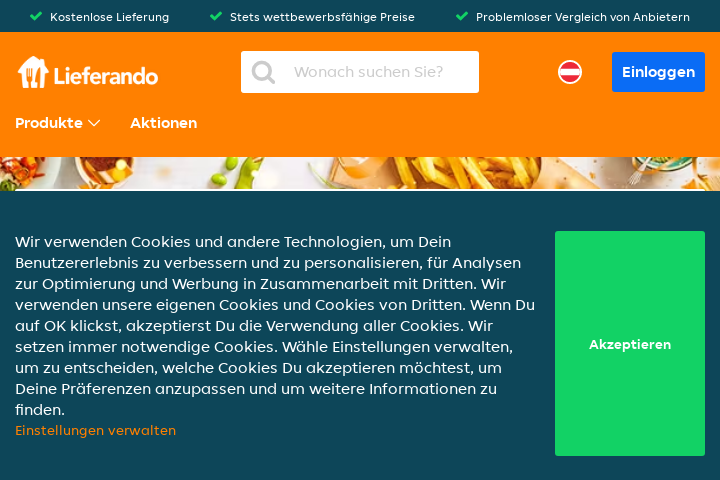 Kostenlose Lieferung
Stets wettbewerbsfähige Preise
Problemloser Vergleich von Anbietern
Lieferando
Wonach suchen Sie?
Einloggen
Produkte
Aktionen
Wir verwenden Cookies und andere Technologien, um Dein
Benutzererlebnis zu verbessern und zu personalisieren, für Analysen
zur Optimierung und Werbung in Zusammenarbeit mit Dritten. Wir
verwenden unsere eigenen Cookies und Cookies von Dritten. Wenn Du
auf OK klickst, akzeptierst Du die Verwendung aller Cookies. Wir
setzen immer notwendige Cookies. Wähle Einstellungen verwalten,
um zu entscheiden, welche Cookies Du akzeptieren möchtest, um
Deine Präferenzen anzupassen und um weitere Informationen zu
finden.
Einstellungen verwalten
Akzeptieren